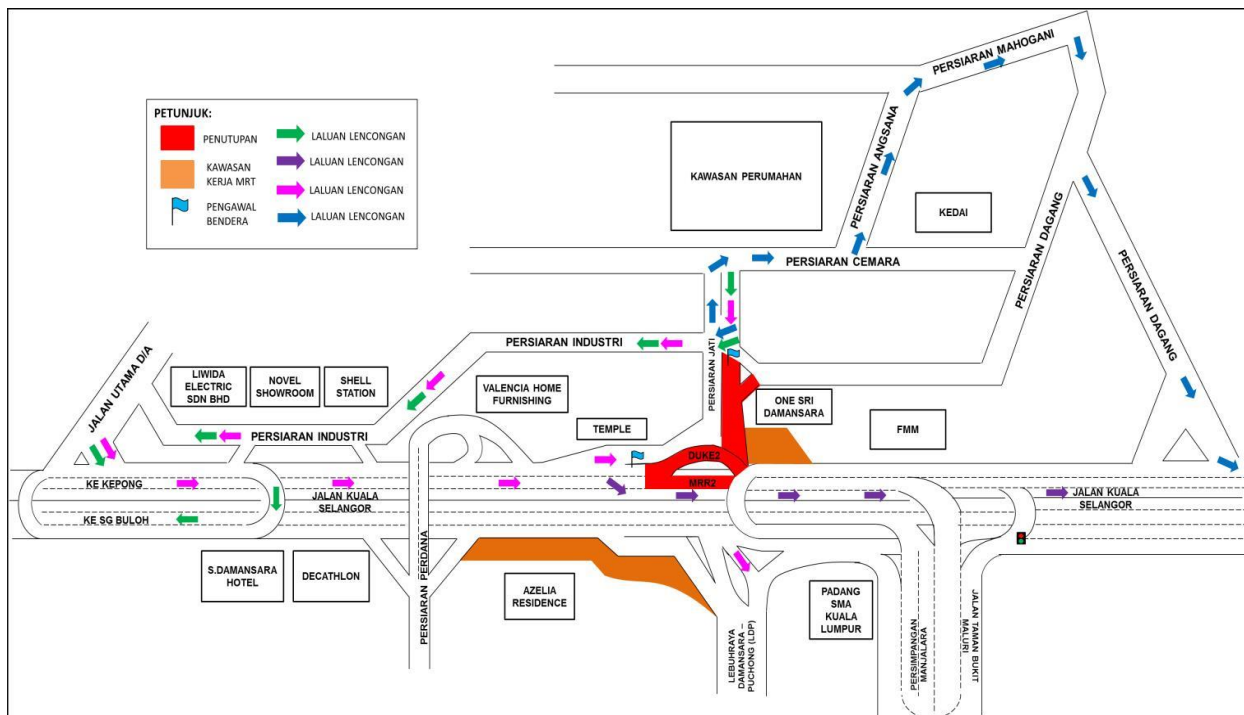 PERSIARAN MAHOGANI
PETUNJUK:
PENUTUPAN
LALUAN LENCONGAN
KAWASAN
KERJA MRT
LALUAN LENCONGAN
LALUAN LENCONGAN
PENGAWAL
BENDERA
LALUAN LENCONGAN
KAWASAN PERUMAHAN
PERSIARAN ANGSANA
KEDAI
PERSIARAN DAGANG
PERSIARAN DAGANG
PERSIARAN CEMARA
PERSIARAN INDUSTRI
PERSIARAN JATI
JALAN UTAMA D/A
LIWIDA
ELECTRIC
SDN BHD
NOVEL
SHOWROOM
SHELL
STATION
VALENCIA HOME
FURNISHING
ONE SRI
DAMANSARA
TEMPLE
FMM
PERSIARAN INDUSTRI
DUKE2
MRR2
KE KEPONG
JALAN KUALA
SELANGOR
JALAN KUALA
SELANGOR
KE SG BULOH
S.DAMANSARA
HOTEL
DECATHLON
PERSIARAN PERDANA
AZELIA
RESIDENCE
LEBUHRAYA
DAMANSARA –
PUCHONG (LDP)
PADANG
SMA
KUALA
LUMPUR
PERSIMPANGAN
MANJALARA
JALAN TAMAN BUKIT
MALURI